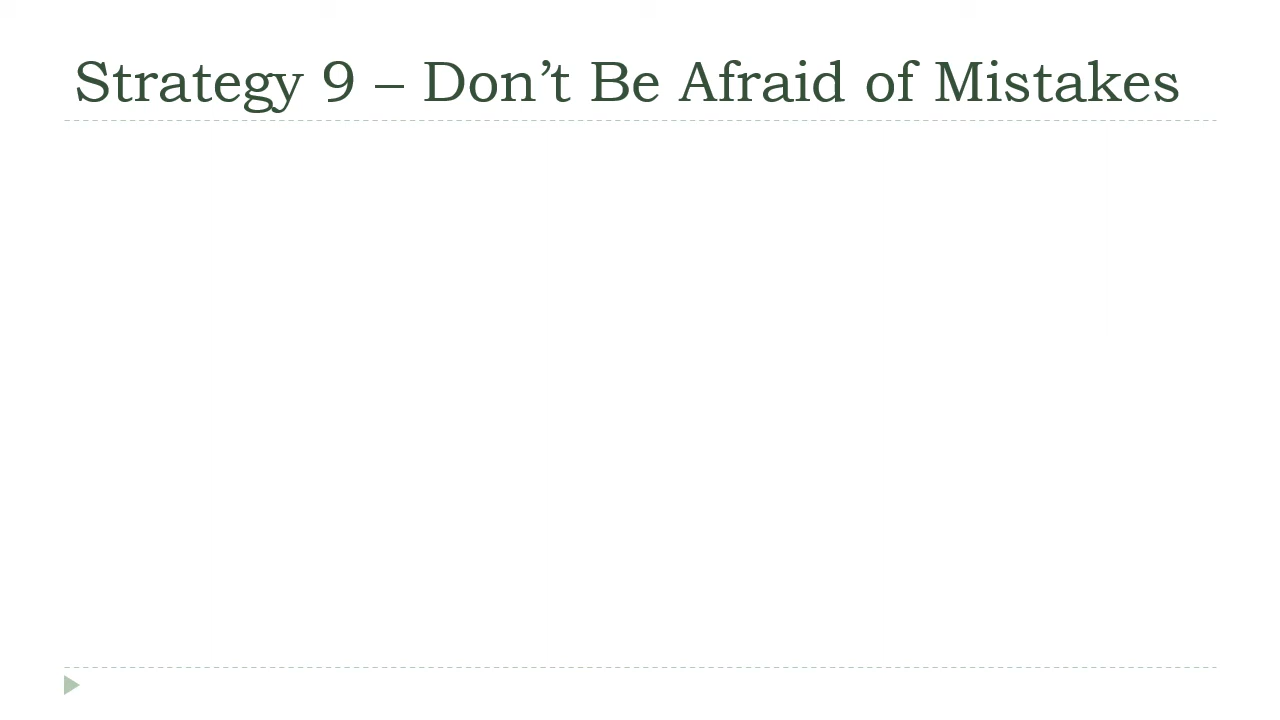 Strategy 9 – Don’t Be Afraid of Mistakes